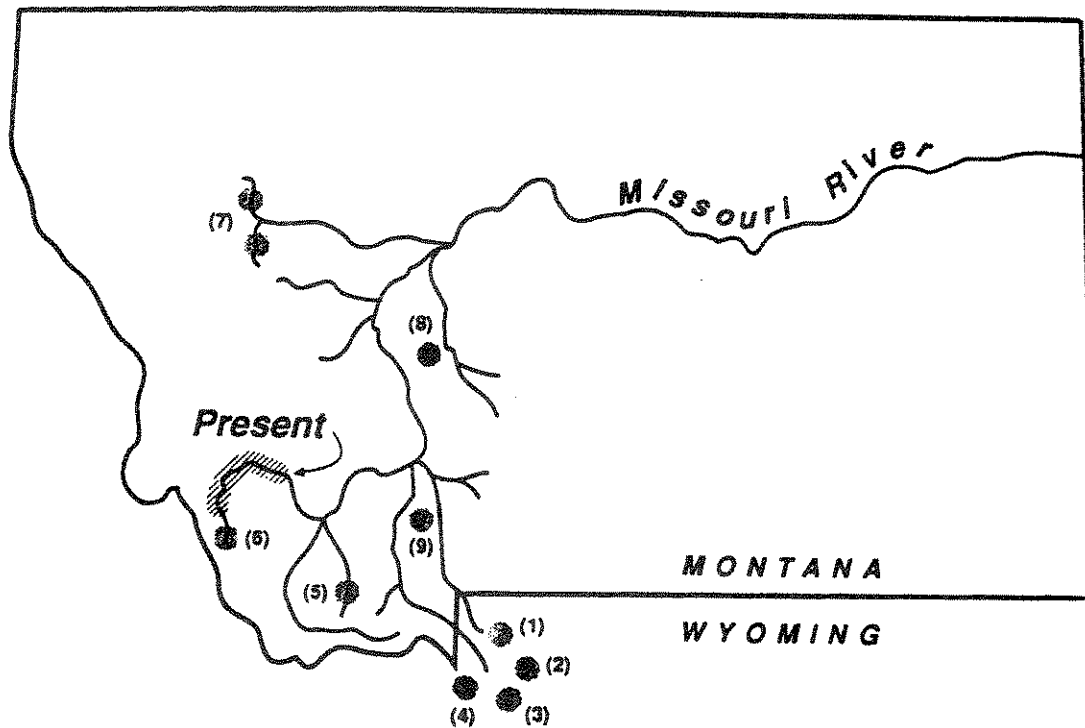 Missouri River
(7)
(8)
Present
(6)
(9)
(5)
MONTANA
WYOMING
(1)
(2)
(4)
(3)